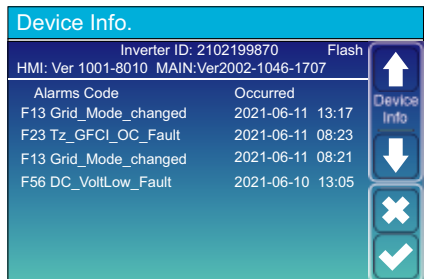 Device Info.
Inverter ID: 2102199870 Flash
HMI: Ver 1001-8010 MAIN:Ver2002-1046-1707
Alarms Code Occurred
F13 Grid_Mode_changed 2021-06-11 13:17
F23 Tz_GFCI_OC_Fault 2021-06-11 08:23
F13 Grid_Mode_changed 2021-06-11 08:21
F56 DC_VoltLow_Fault 2021-06-10 13:05
Device
Info